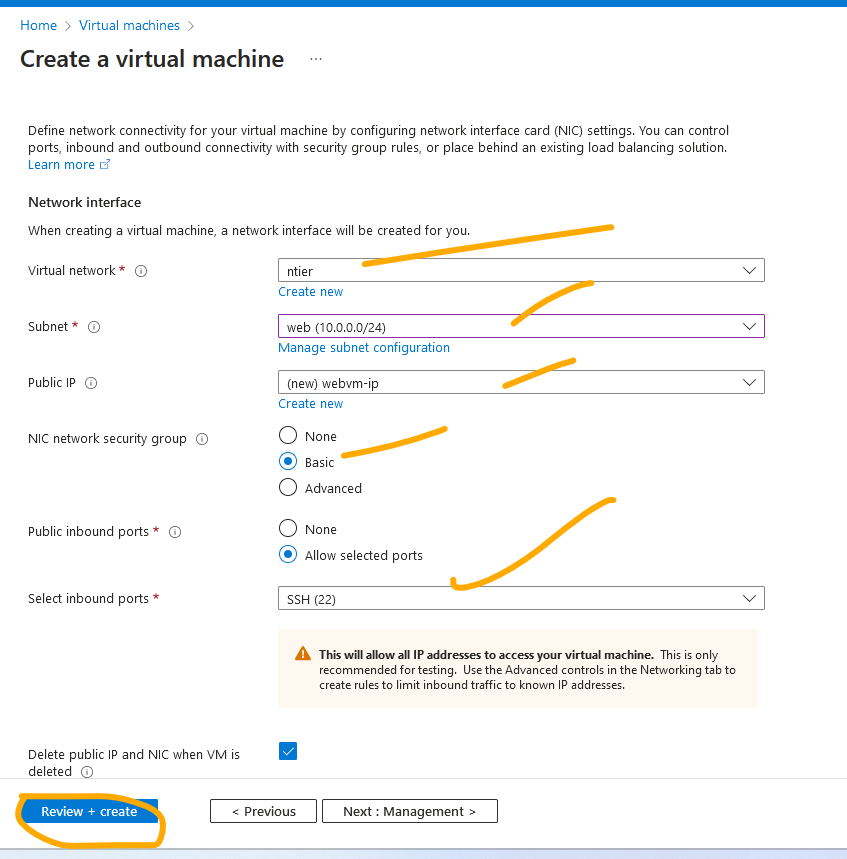 Home > Virtual machines >
Create a virtual machine ...
Define network connectivity for your virtual machine by configuring network interface card (NIC) settings. You can control
ports, inbound and outbound connectivity with security group rules, or place behind an existing load balancing solution.
Learn more
Network interface
When creating a virtual machine, a network interface will be created for you.
Virtual network *
ntier
Create new
Subnet *
web (10.0.0.0/24)
Manage subnet configuration
Public IP
(new) webvm-ip
Create new
NIC network security group
None
Basic
Advanced
Public inbound ports *
None
Allow selected ports
Select inbound ports *
SSH (22)
This will allow all IP addresses to access your virtual machine. This is only
recommended for testing. Use the Advanced controls in the Networking tab to
create rules to limit inbound traffic to known IP addresses.
Delete public IP and NIC when VM is
deleted
Review + create
< Previous
Next : Management >